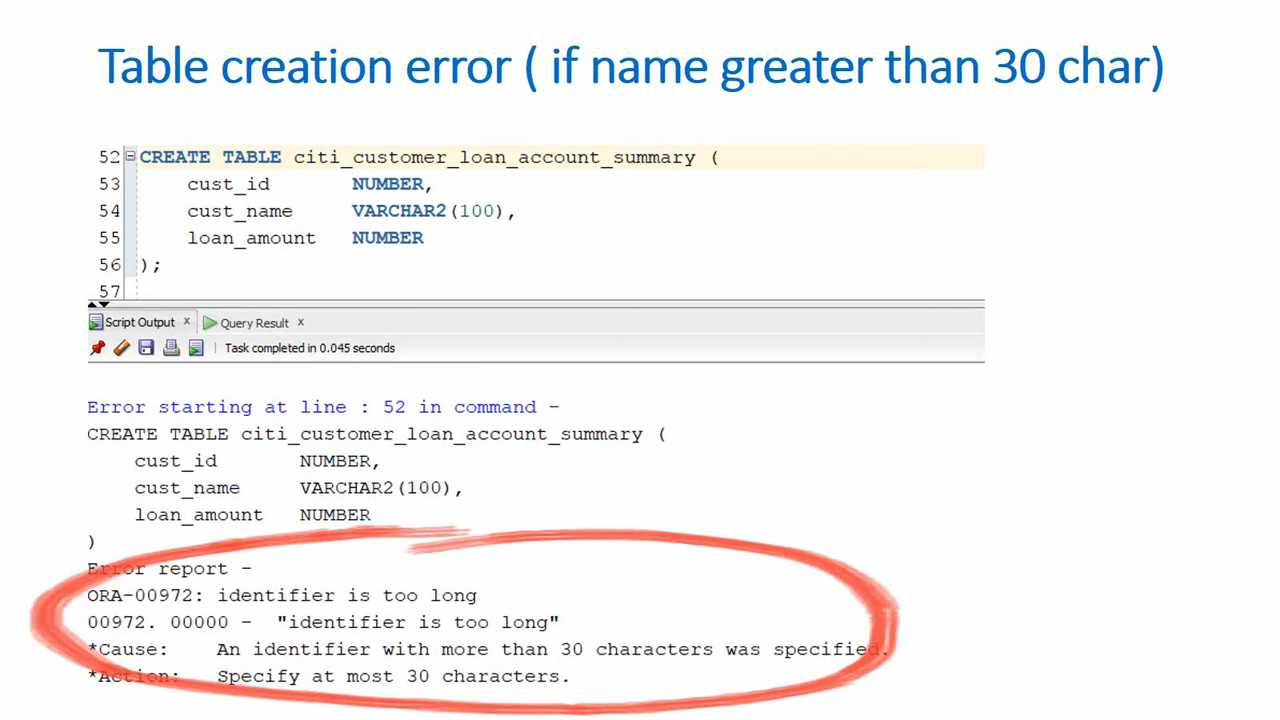 Table creation error ( if name greater than 30 char)
52 CREATE TABLE citi_customer_loan_account_summary (
53 cust_id NUMBER,
54 cust_name VARCHAR2(100),
55 loan_amount NUMBER
56 );
57
Script Output x Query Result x
Task completed in 0.045 seconds
Error starting at line : 52 in command -
CREATE TABLE citi_customer_loan_account_summary (
cust_id NUMBER,
cust_name VARCHAR2(100),
loan_amount NUMBER
)
Error report -
ORA-00972: identifier is too long
00972. 00000 - "identifier is too long"
*Cause: An identifier with more than 30 characters was specified.
*Action: Specify at most 30 characters.